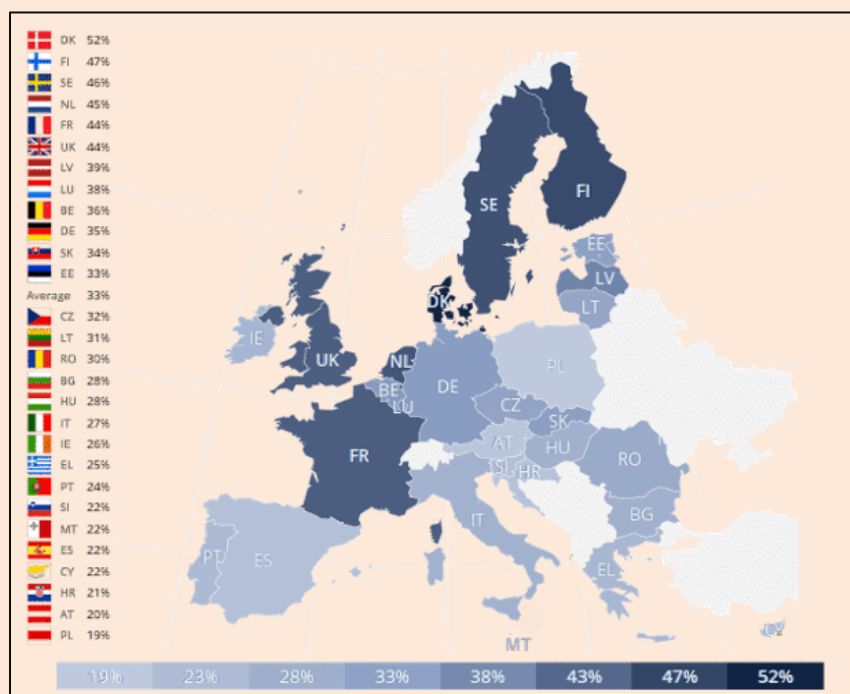 DK 52%
FI 47%
SE 46%
NL 45%
FR 44%
UK 44%
LV 39%
LU 38%
BE 36%
DE 35%
SK 34%
EE 33%
Average 33%
CZ 32%
LT 31%
RO 30%
BG 28%
HU 28%
IT 27%
IE 26%
EL 25%
PT 24%
SI 22%
MT 22%
ES 22%
CY 22%
HR 21%
AT 20%
PL 19%
FI
SE
EE
LV
LT
DK
IE
UK
NL
PL
BE
DE
LU
CZ
SK
FR
AT
HU
SI
HR
RO
IT
BG
PT
ES
EL
CY
MT
19% 23% 28% 33% 38% 43% 47% 52%